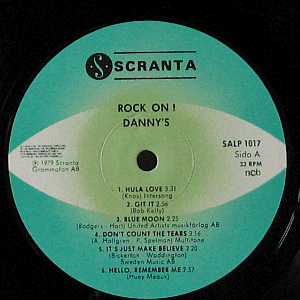 SCRANTA
ROCK ON !
DANNY'S
SALP 1017
Side A
33 RPM
ncb
℗ 1979 Scranta
Grammofon AB
1. HULA LOVE 3.31
(Knox) Intersong
2. GIT IT 2.56
(Bob Kelly)
3. BLUE MOON 2.25
(Rodgers - Hart) United Artists musikförlag AB
4. DON'T COUNT THE TEARS 3.16
(A. Hallgren - P. Spelman) Multitone
5. IT'S JUST MAKE BELIEVE 3.20
(Bickerton - Waddington)
Sweden Music AB
6. HELLO, REMEMBER ME 2.57
(Huey Meaux)